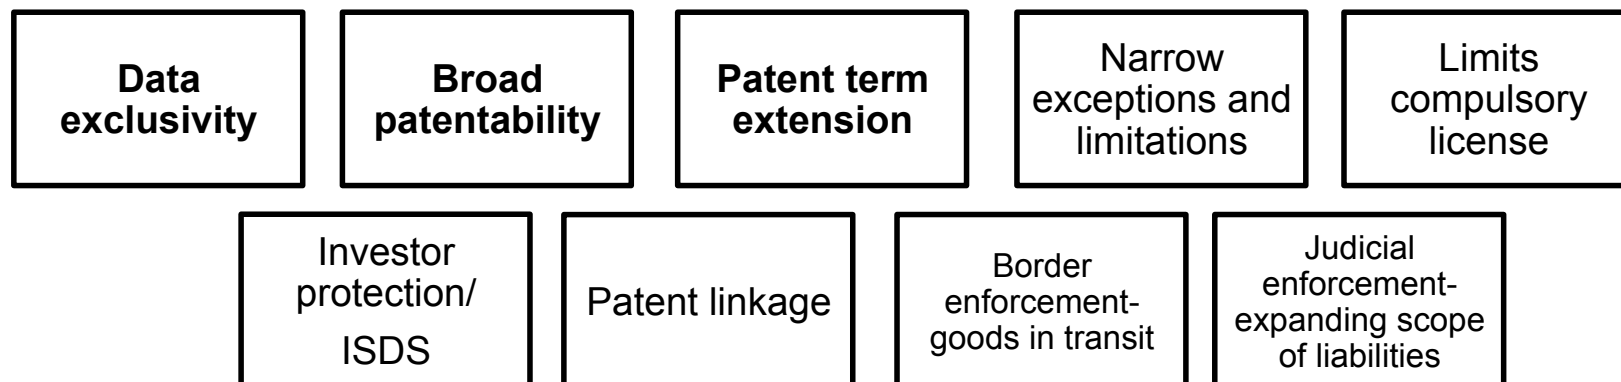 Data
exclusivity
Broad
patentability
Patent term
extension
Narrow
exceptions and
limitations
Limits
compulsory
license
Investor
protection/
ISDS
Patent linkage
Border
enforcement-
goods in transit
Judicial
enforcement-
expanding scope
of liabilities